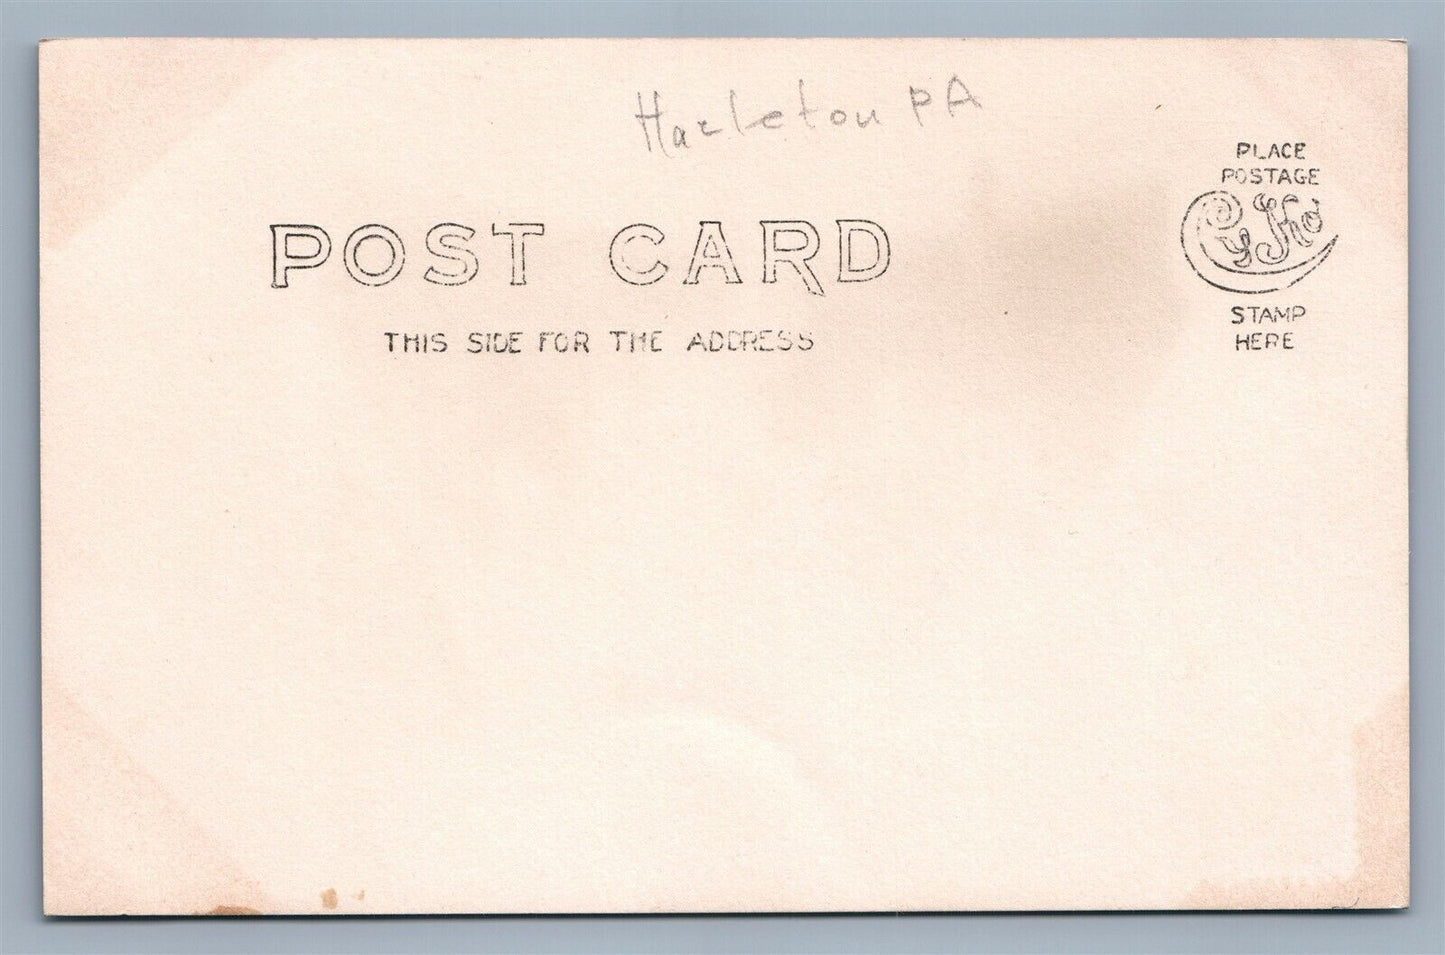 Hazleton PA
PLACE
POSTAGE
CyKo
STAMP
HERE
POST CARD
THIS SIDE FOR THE ADDRESS